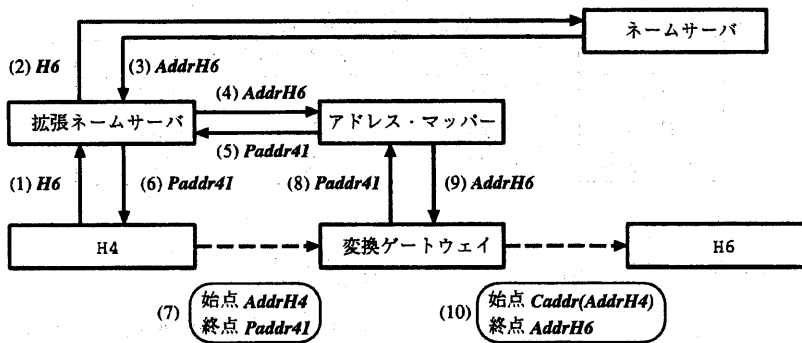 ネームサーバ
(2) H6
(3) AddrH6
(4) AddrH6
拡張ネームサーバ
アドレス・マッパー
(5) Paddr41
(1) H6
(6) Paddr41
(8) Paddr41
(9) AddrH6
H4
変換ゲートウェイ
H6
(7)
始点 AddrH4
終点 Paddr41
(10)
始点 Caddr(AddrH4)
終点 AddrH6